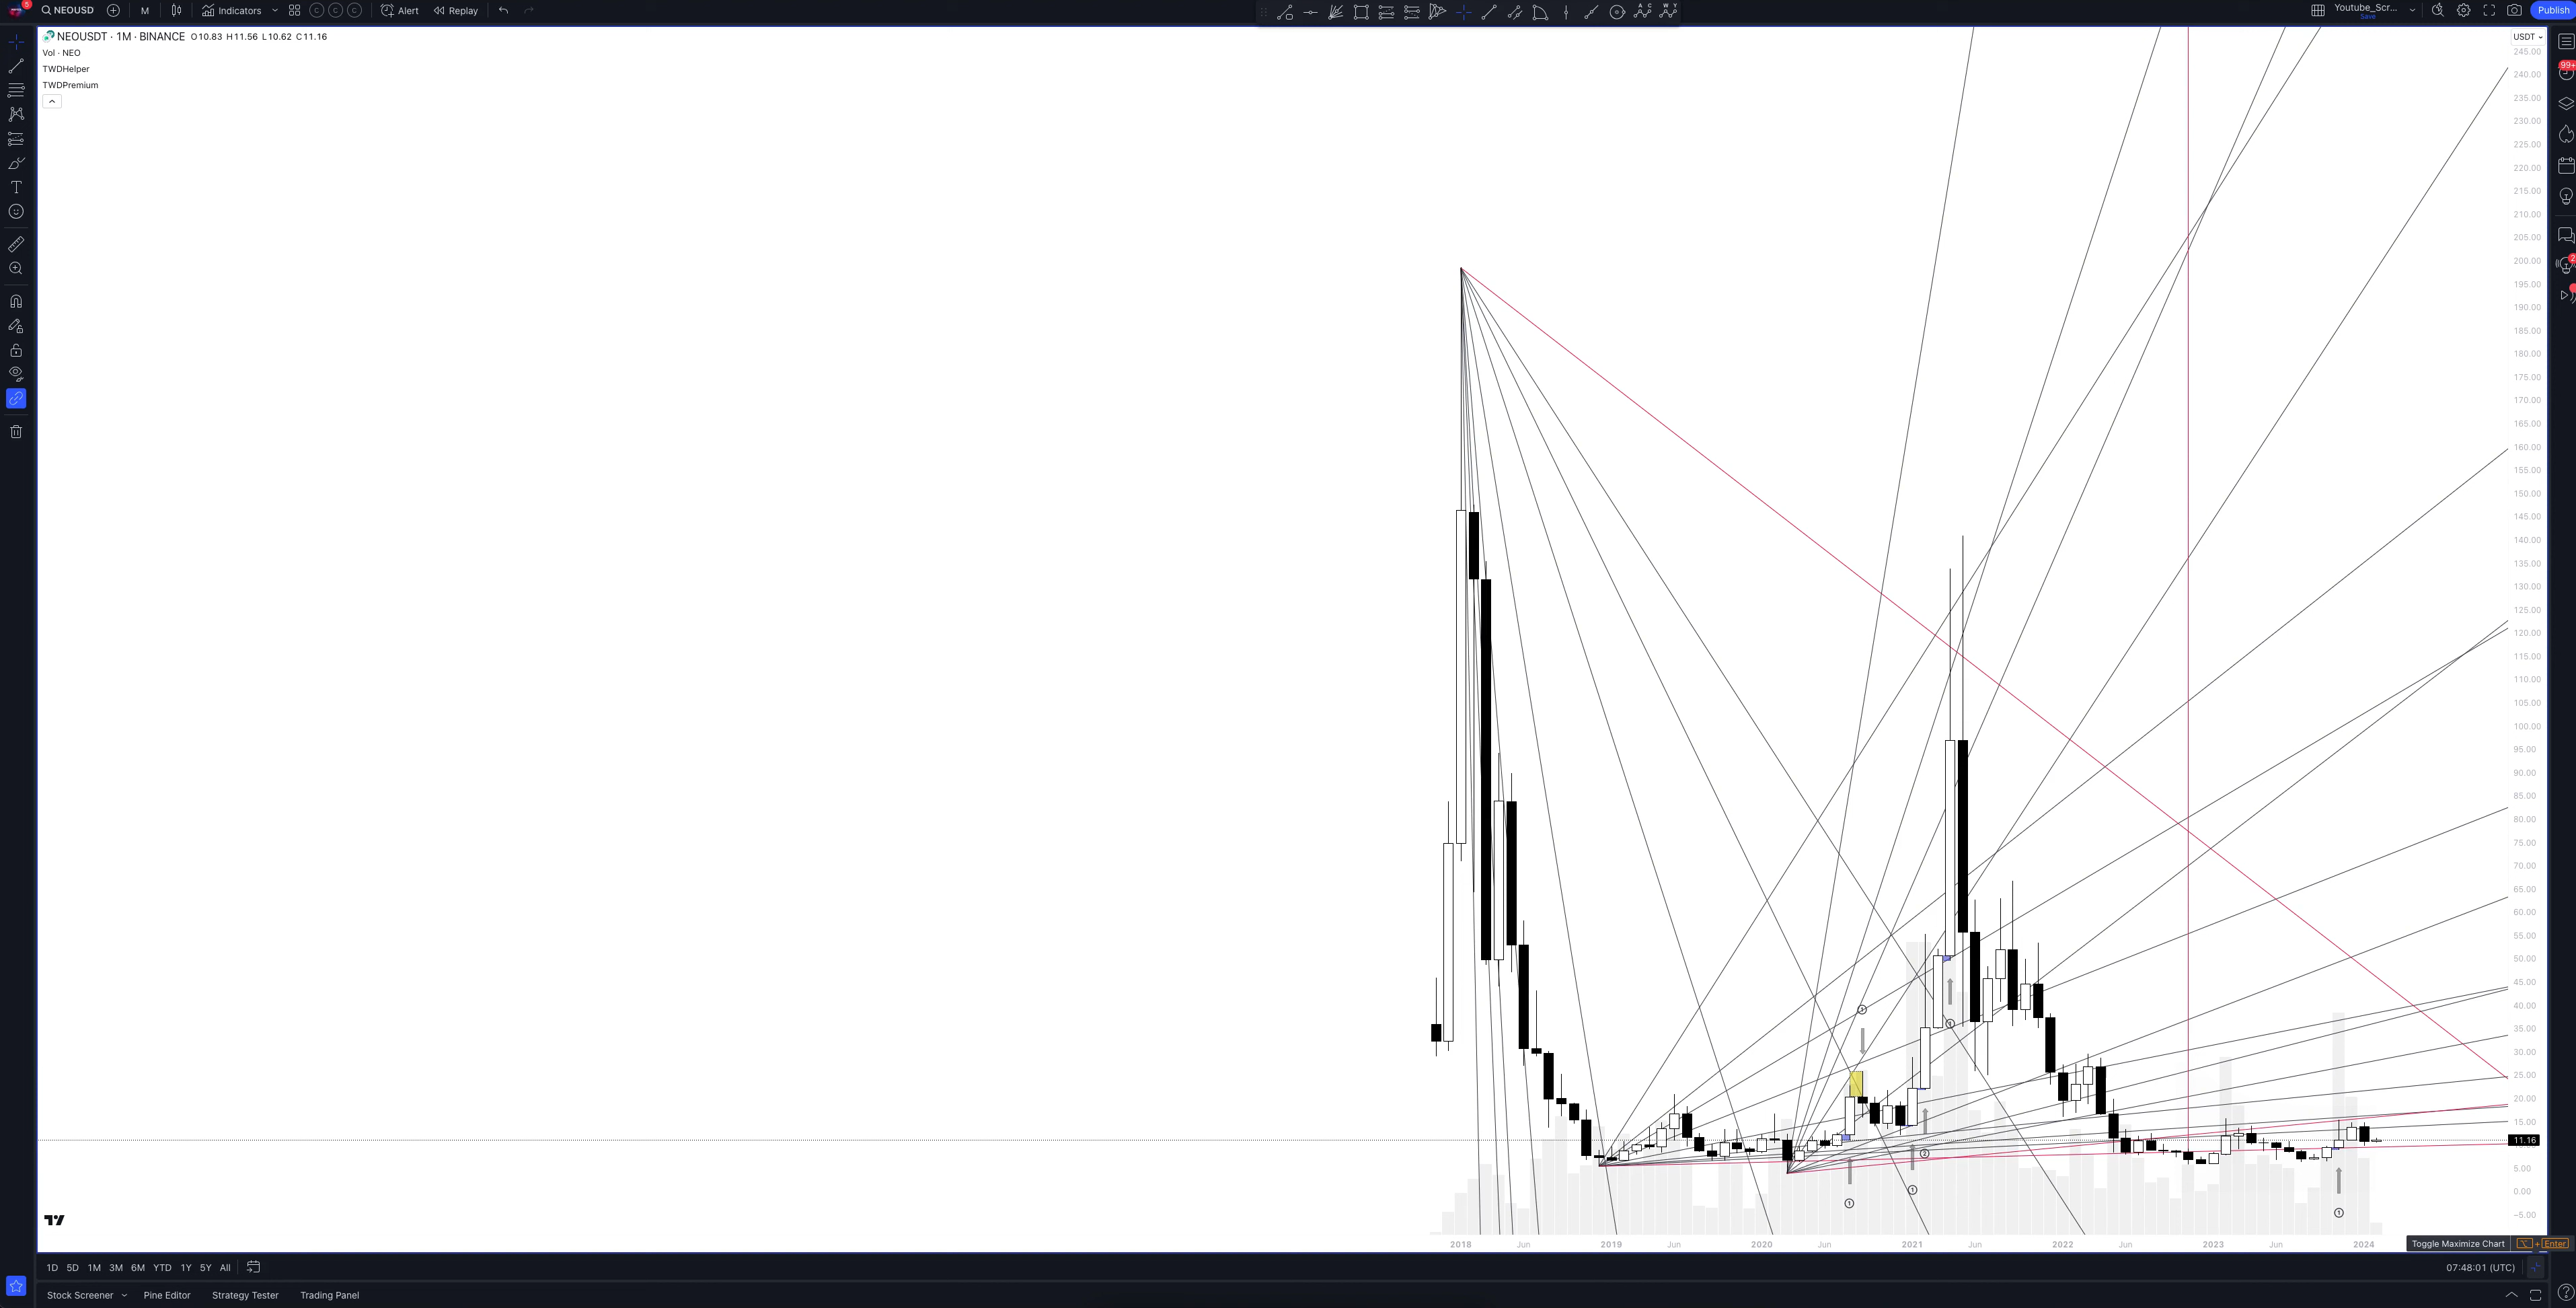 5
NEOUSD
M
Indicators
C
C
C
Alert
Replay
Youtube_Scr...
Save
Publish
NEOUSDT · 1M · BINANCE O10.83 H11.56 L10.62 C11.16
Vol · NEO
TWDHelper
TWDPremium
USDT
99+
2
245.00
240.00
235.00
230.00
225.00
220.00
215.00
210.00
205.00
200.00
195.00
190.00
185.00
180.00
175.00
170.00
165.00
160.00
155.00
150.00
145.00
140.00
135.00
130.00
125.00
120.00
115.00
110.00
105.00
100.00
95.00
90.00
85.00
80.00
75.00
70.00
65.00
60.00
55.00
50.00
45.00
40.00
35.00
30.00
25.00
20.00
15.00
11.16
5.00
0.00
−5.00
2018 Jun 2019 Jun 2020 Jun 2021 Jun 2022 Jun 2023 Jun 2024
Toggle Maximize Chart ⌥ + Enter
1D 5D 1M 3M 6M YTD 1Y 5Y All
07:48:01 (UTC)
Stock Screener Pine Editor Strategy Tester Trading Panel